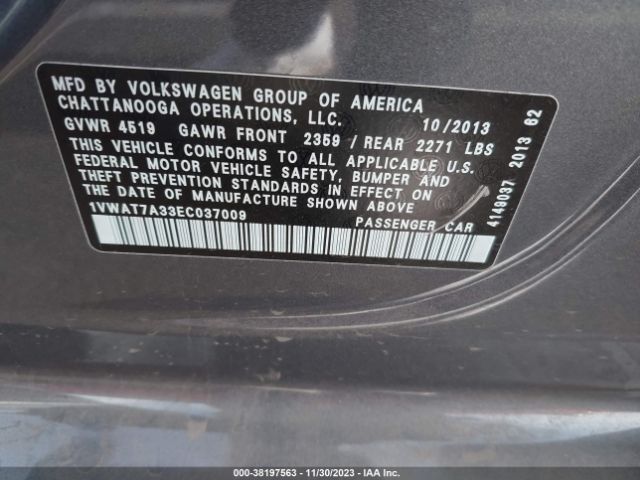 MFD BY VOLKSWAGEN GROUP OF AMERICA
CHATTANOOGA OPERATIONS, LLC. 10/2013
GVWR 4519 GAWR FRONT 2359 / REAR 2271 LBS
THIS VEHICLE CONFORMS TO ALL APPLICABLE U.S.
FEDERAL MOTOR VEHICLE SAFETY, BUMPER AND
THEFT PREVENTION STANDARDS IN EFFECT ON
THE DATE OF MANUFACTURE SHOWN ABOVE
1VWAT7A33EC037009 PASSENGER CAR
4149037 2013 62
000-38197563 - 11/30/2023 - IAA Inc.